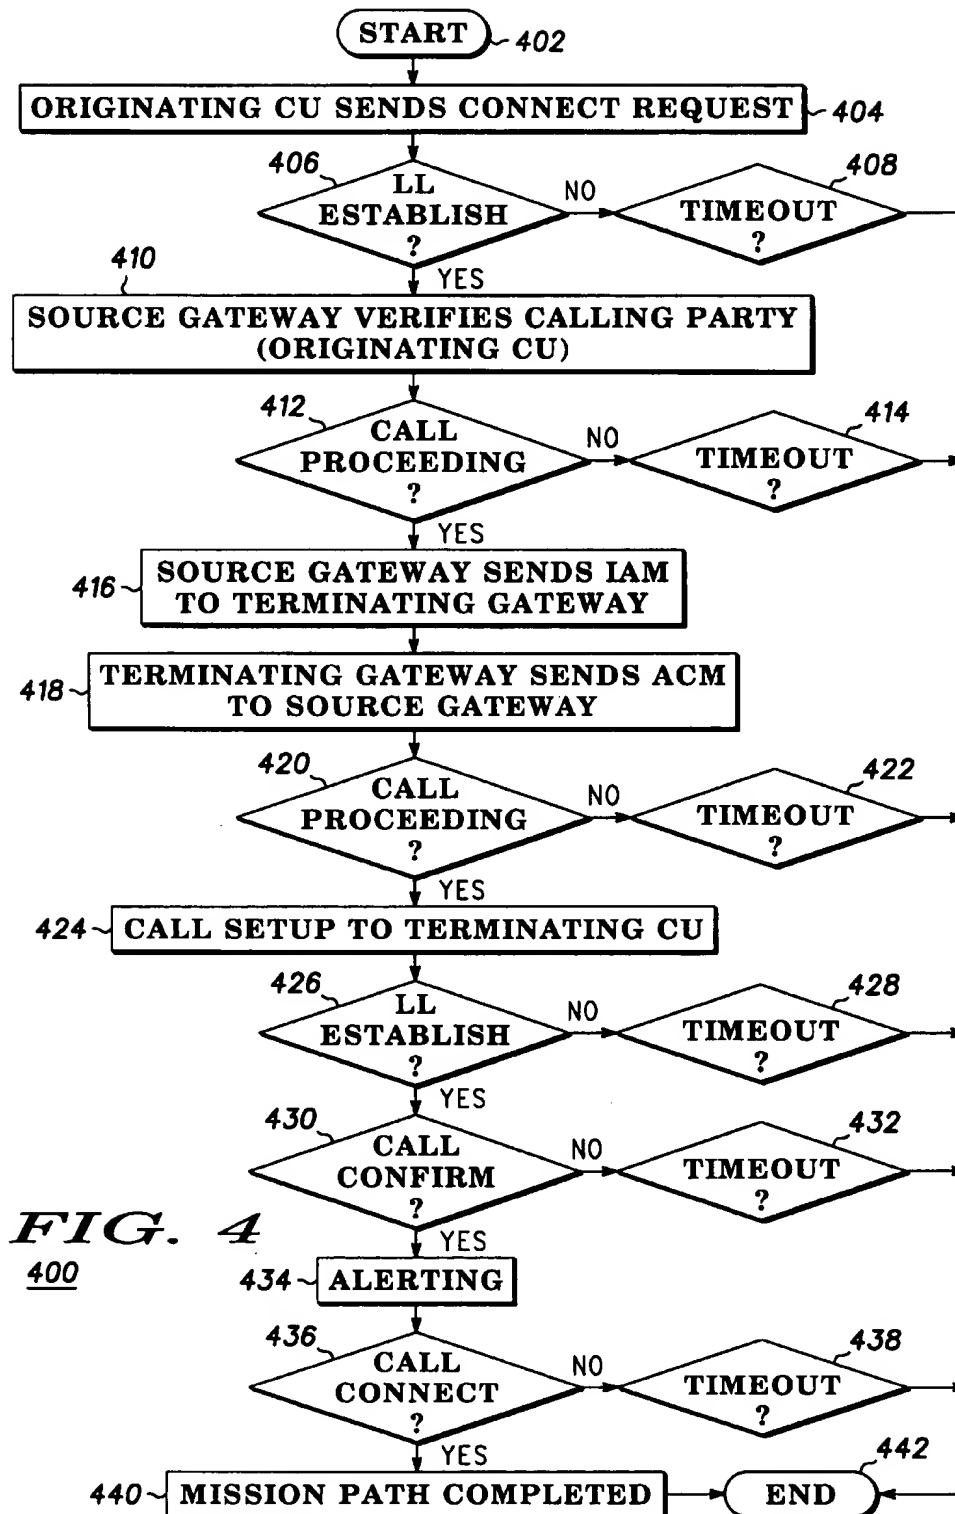 START
402
ORIGINATING CU SENDS CONNECT REQUEST
404
406
LL
ESTABLISH
?
NO
408
TIMEOUT
?
YES
410
SOURCE GATEWAY VERIFIES CALLING PARTY
(ORIGINATING CU)
412
CALL
PROCEEDING
?
NO
414
TIMEOUT
?
YES
416
SOURCE GATEWAY SENDS IAM
TO TERMINATING GATEWAY
418
TERMINATING GATEWAY SENDS ACM
TO SOURCE GATEWAY
420
CALL
PROCEEDING
?
NO
422
TIMEOUT
?
YES
424
CALL SETUP TO TERMINATING CU
426
LL
ESTABLISH
?
NO
428
TIMEOUT
?
YES
430
CALL
CONFIRM
?
NO
432
TIMEOUT
?
YES
FIG. 4
400
434
ALERTING
436
CALL
CONNECT
?
NO
438
TIMEOUT
?
YES
440
MISSION PATH COMPLETED
END
442